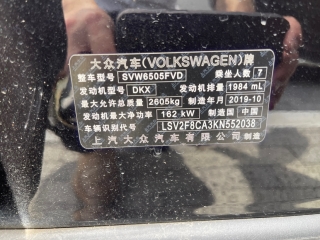 大众汽车(VOLKSWAGEN)牌
整车型号 SVW6505FVD 乘坐人数 7
发动机型号 DKX 发动机排量 1984 mL
最大允许总质量 2605kg 制造年月 2019-10
发动机最大净功率 162 kW 制造国 中国
车辆识别代号 LSV2F8CA3KN552038
上汽大众汽车有限公司 制造